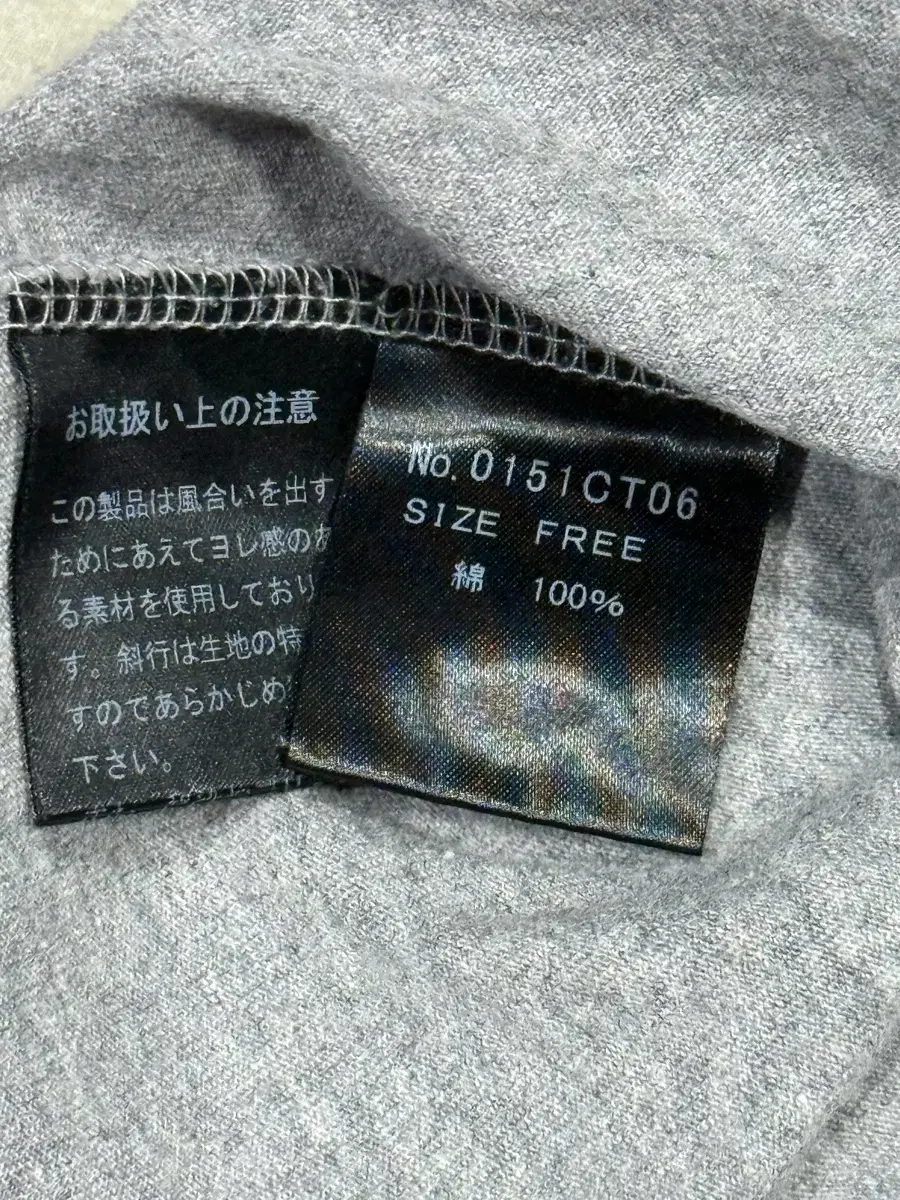 お取扱い上の注意
この製品は風合いを出す
ためにあえてヨレ感のあ
る素材を使用しており
す。斜行は生地の特
すのであらかじめ
下さい。
No.0151CT06
SIZE FREE
綿 100%